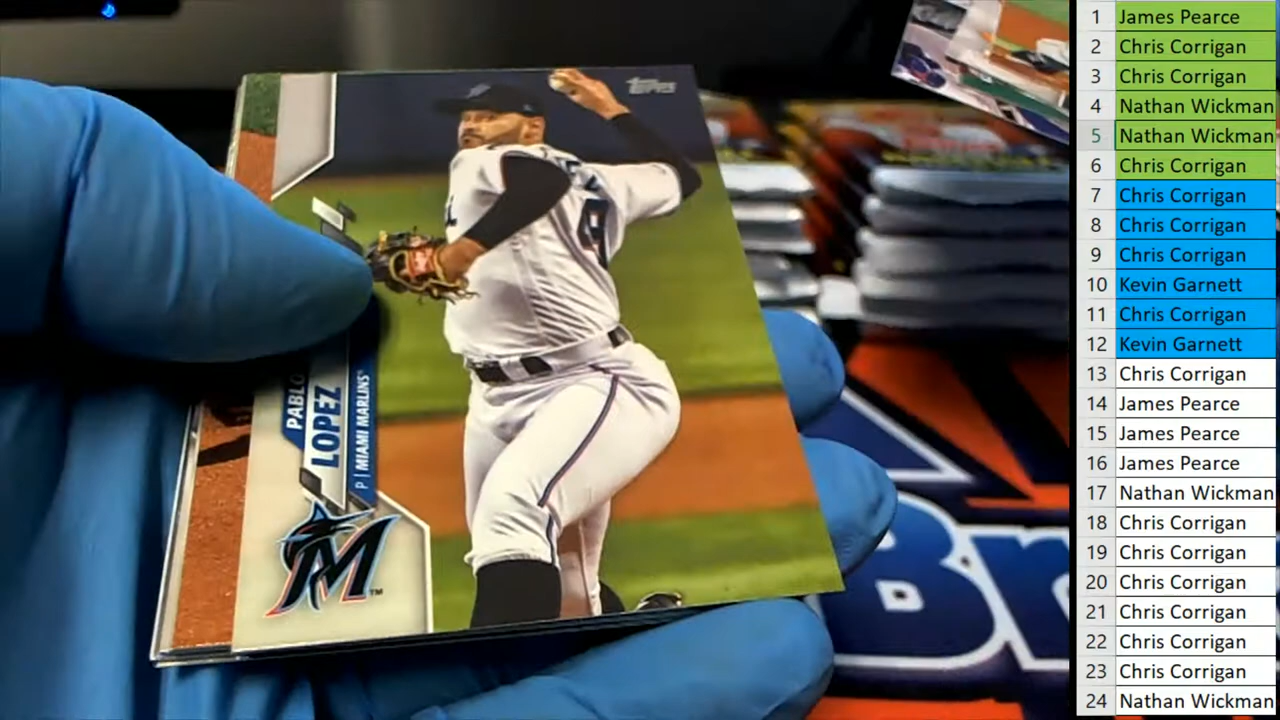 Topps
PABLO
LOPEZ
P | MIAMI MARLINS
M TM
Br
1 James Pearce
2 Chris Corrigan
3 Chris Corrigan
4 Nathan Wickman
5 Nathan Wickman
6 Chris Corrigan
7 Chris Corrigan
8 Chris Corrigan
9 Chris Corrigan
10 Kevin Garnett
11 Chris Corrigan
12 Kevin Garnett
13 Chris Corrigan
14 James Pearce
15 James Pearce
16 James Pearce
17 Nathan Wickman
18 Chris Corrigan
19 Chris Corrigan
20 Chris Corrigan
21 Chris Corrigan
22 Chris Corrigan
23 Chris Corrigan
24 Nathan Wickman